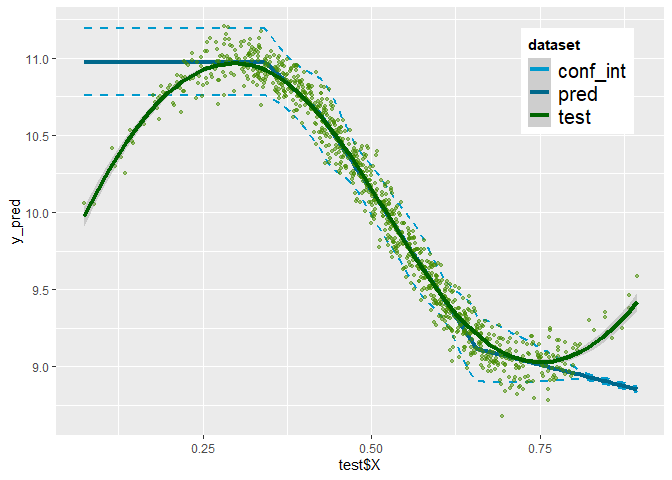 dataset
conf_int
pred
test
11.0
10.5
10.0
9.5
9.0
y_pred
0.25
0.50
0.75
test$X